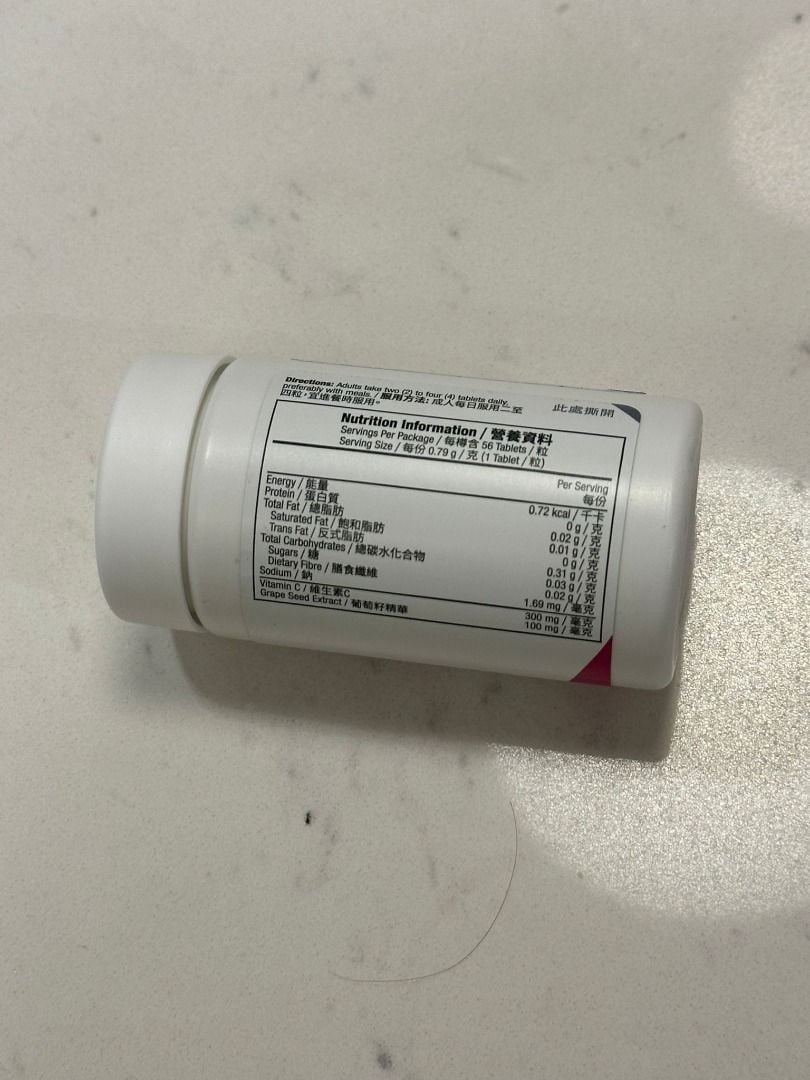 Directions: Adults take two (2) to four (4) tablets daily,
preferably with meals. / 服用方法: 成人每日服用二至
四粒，宜進餐時服用。
此處撕開
Nutrition Information / 營養資料
Servings Per Package / 每樽含 56 Tablets / 粒
Serving Size / 每份 0.79 g / 克 (1 Tablet / 粒)
Per Serving
每份
Energy / 能量 0.72 kcal / 千卡
Protein / 蛋白質 0 g / 克
Total Fat / 總脂肪 0.02 g / 克
Saturated Fat / 飽和脂肪 0.01 g / 克
Trans Fat / 反式脂肪 0 g / 克
Total Carbohydrates / 總碳水化合物 0.31 g / 克
Sugars / 糖 0.03 g / 克
Dietary Fibre / 膳食纖維 0.02 g / 克
Sodium / 鈉 1.69 mg / 毫克
Vitamin C / 維生素C 300 mg / 毫克
Grape Seed Extract / 葡萄籽精華 100 mg / 毫克